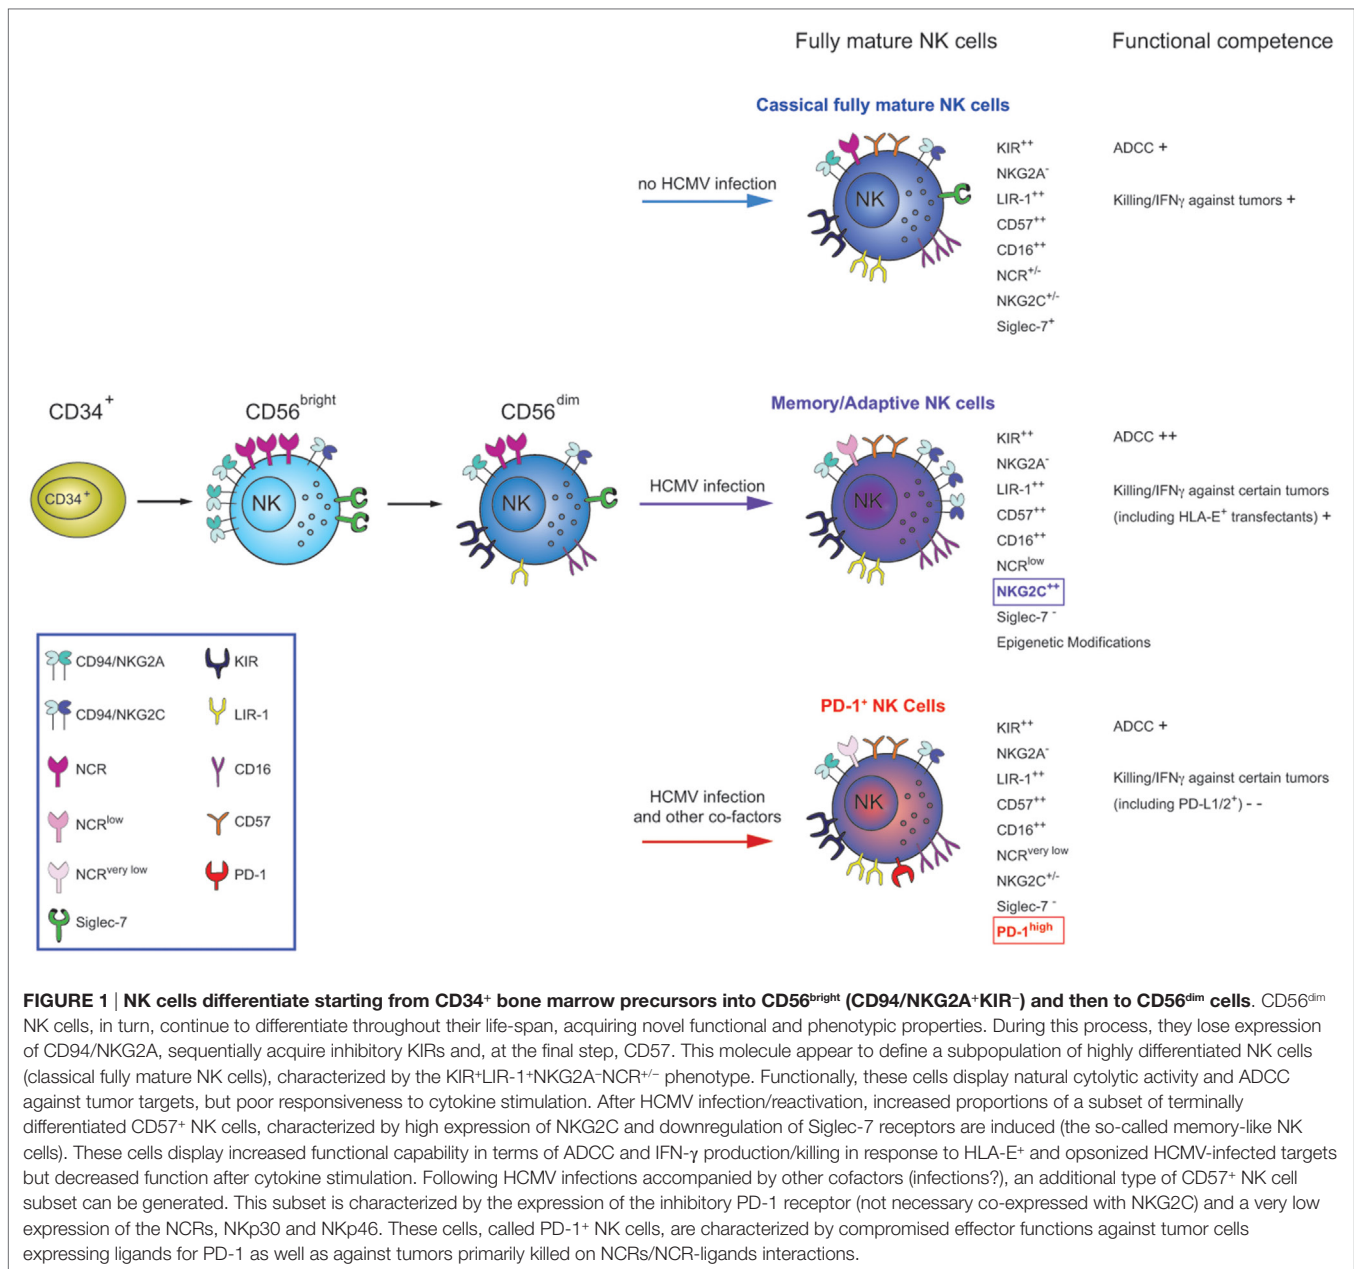 Fully mature NK cells
Functional competence
Classical fully mature NK cells
no HCMV infection
NK
KIR++
NKG2A-
LIR-1++
CD57++
CD16++
NCR+/-
NKG2C+/-
Siglec-7+
ADCC +
Killing/IFNγ against tumors +
CD34+
CD56bright
CD56dim
CD34+
NK
NK
HCMV infection
Memory/Adaptive NK cells
NK
KIR++
NKG2A-
LIR-1++
CD57++
CD16++
NCRlow
NKG2C++
Siglec-7 -
Epigenetic Modifications
ADCC ++
Killing/IFNγ against certain tumors
(including HLA-E+ transfectants) +
CD94/NKG2A
KIR
CD94/NKG2C
LIR-1
NCR
CD16
NCRlow
CD57
NCRvery low
PD-1
Siglec-7
HCMV infection
and other co-factors
PD-1+ NK Cells
NK
KIR++
NKG2A-
LIR-1++
CD57++
CD16++
NCRvery low
NKG2C+/-
Siglec-7 -
PD-1high
ADCC +
Killing/IFNγ against certain tumors
(including PD-L1/2+) - -
FIGURE 1 | NK cells differentiate starting from CD34+ bone marrow precursors into CD56bright (CD94/NKG2A+KIR−) and then to CD56dim cells. CD56dim
NK cells, in turn, continue to differentiate throughout their life-span, acquiring novel functional and phenotypic properties. During this process, they lose expression
of CD94/NKG2A, sequentially acquire inhibitory KIRs and, at the final step, CD57. This molecule appear to define a subpopulation of highly differentiated NK cells
(classical fully mature NK cells), characterized by the KIR+LIR-1+NKG2A−NCR+/− phenotype. Functionally, these cells display natural cytolytic activity and ADCC
against tumor targets, but poor responsiveness to cytokine stimulation. After HCMV infection/reactivation, increased proportions of a subset of terminally
differentiated CD57+ NK cells, characterized by high expression of NKG2C and downregulation of Siglec-7 receptors are induced (the so-called memory-like NK
cells). These cells display increased functional capability in terms of ADCC and IFN-γ production/killing in response to HLA-E+ and opsonized HCMV-infected targets
but decreased function after cytokine stimulation. Following HCMV infections accompanied by other cofactors (infections?), an additional type of CD57+ NK cell
subset can be generated. This subset is characterized by the expression of the inhibitory PD-1 receptor (not necessary co-expressed with NKG2C) and a very low
expression of the NCRs, NKp30 and NKp46. These cells, called PD-1+ NK cells, are characterized by compromised effector functions against tumor cells
expressing ligands for PD-1 as well as against tumors primarily killed on NCRs/NCR-ligands interactions.